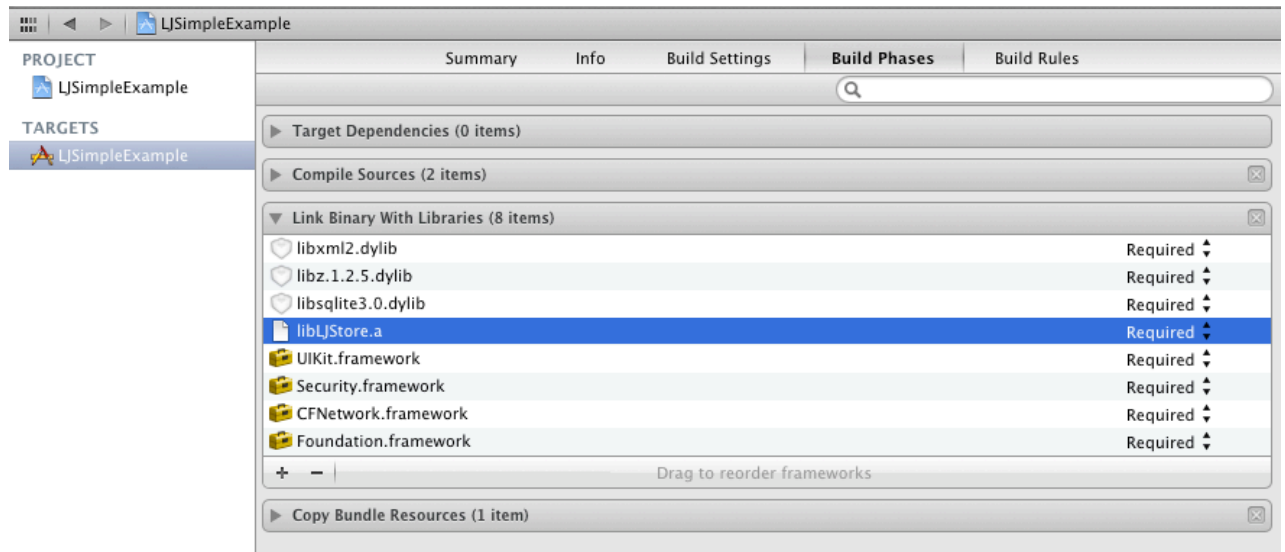 LJSimpleExample
PROJECT
LJSimpleExample
TARGETS
LJSimpleExample
Summary Info Build Settings Build Phases Build Rules
Target Dependencies (0 items)
Compile Sources (2 items)
Link Binary With Libraries (8 items)
libxml2.dylib Required
libz.1.2.5.dylib Required
libsqlite3.0.dylib Required
libLJStore.a Required
UIKit.framework Required
Security.framework Required
CFNetwork.framework Required
Foundation.framework Required
+ − Drag to reorder frameworks
Copy Bundle Resources (1 item)